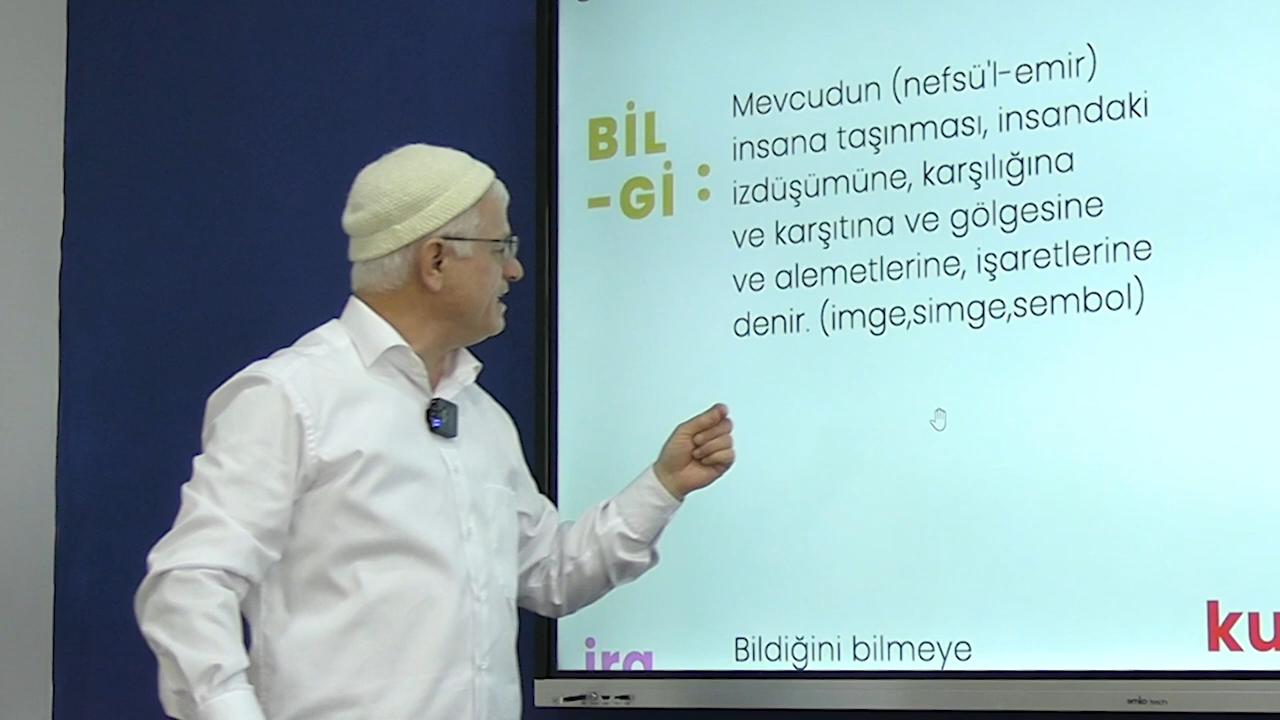 BİL
-Gİ :
Mevcudun (nefsü'l-emir)
insana taşınması, insandaki
izdüşümüne, karşılığına
ve karşıtına ve gölgesine
ve alemetlerine, işaretlerine
denir. (imge,simge,sembol)
ira
Bildiğini bilmeye
ku